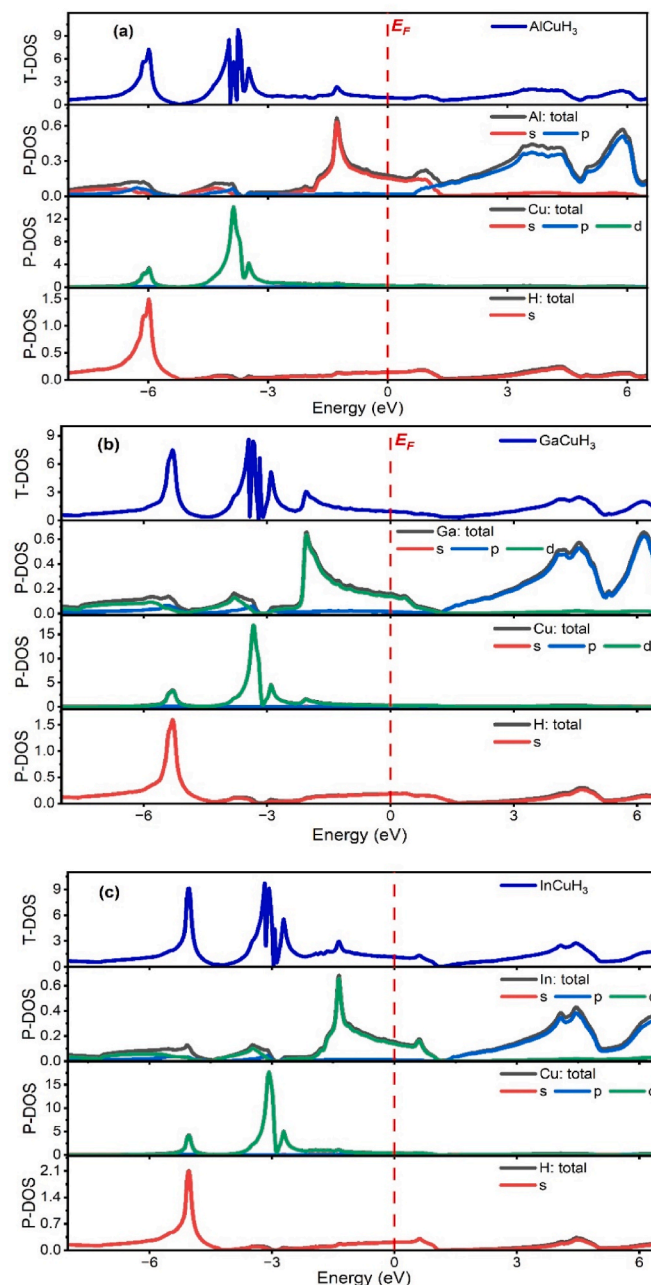 (a)
E_F
AlCuH₃
T-DOS
9
6
3
0
Al: total
s p
P-DOS
0.6
0.3
0.0
Cu: total
s p d
P-DOS
12
8
4
0
H: total
s
P-DOS
1.5
1.0
0.5
0.0
−6 −3 0 3 6
Energy (eV)
(b)
E_F
GaCuH₃
T-DOS
9
6
3
0
Ga: total
s p d
P-DOS
0.6
0.4
0.2
0.0
Cu: total
s p d
P-DOS
15
10
5
0
H: total
s
P-DOS
1.5
1.0
0.5
0.0
−6 −3 0 3 6
Energy (eV)
(c)
InCuH₃
T-DOS
9
6
3
0
In: total
s p d
P-DOS
0.6
0.4
0.2
0.0
Cu: total
s p d
P-DOS
15
10
5
0
H: total
s
P-DOS
2.1
1.4
0.7
0.0
−6 −3 0 3 6
Energy (eV)